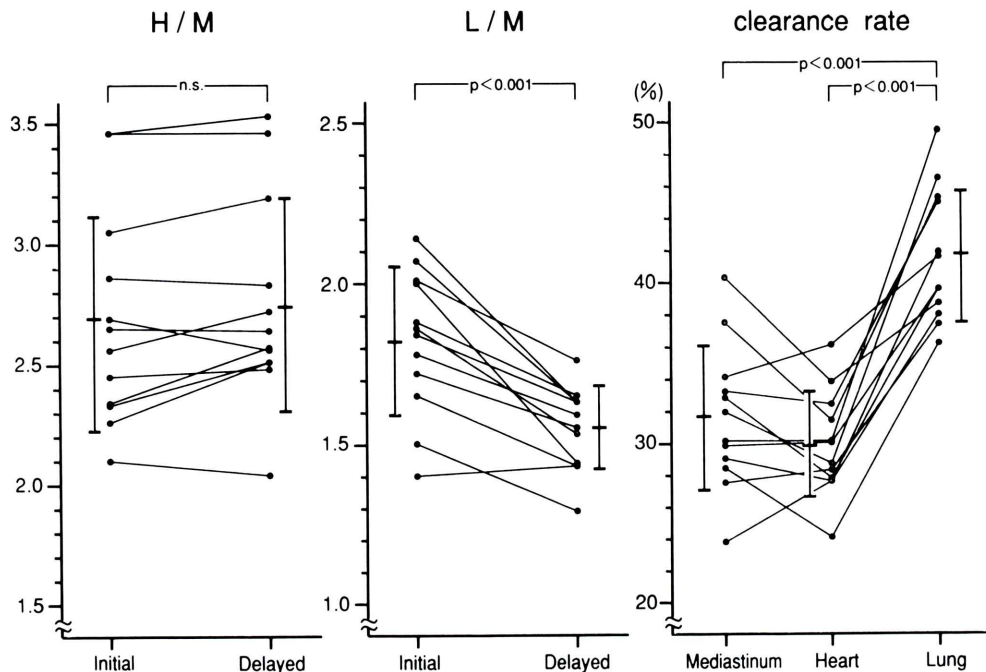 H / M
L / M
clearance rate
n.s.
p<0.001
p<0.001
p<0.001
(%)
3.5
3.0
2.5
2.0
1.5
Initial
Delayed
2.5
2.0
1.5
1.0
Initial
Delayed
50
40
30
20
Mediastinum
Heart
Lung